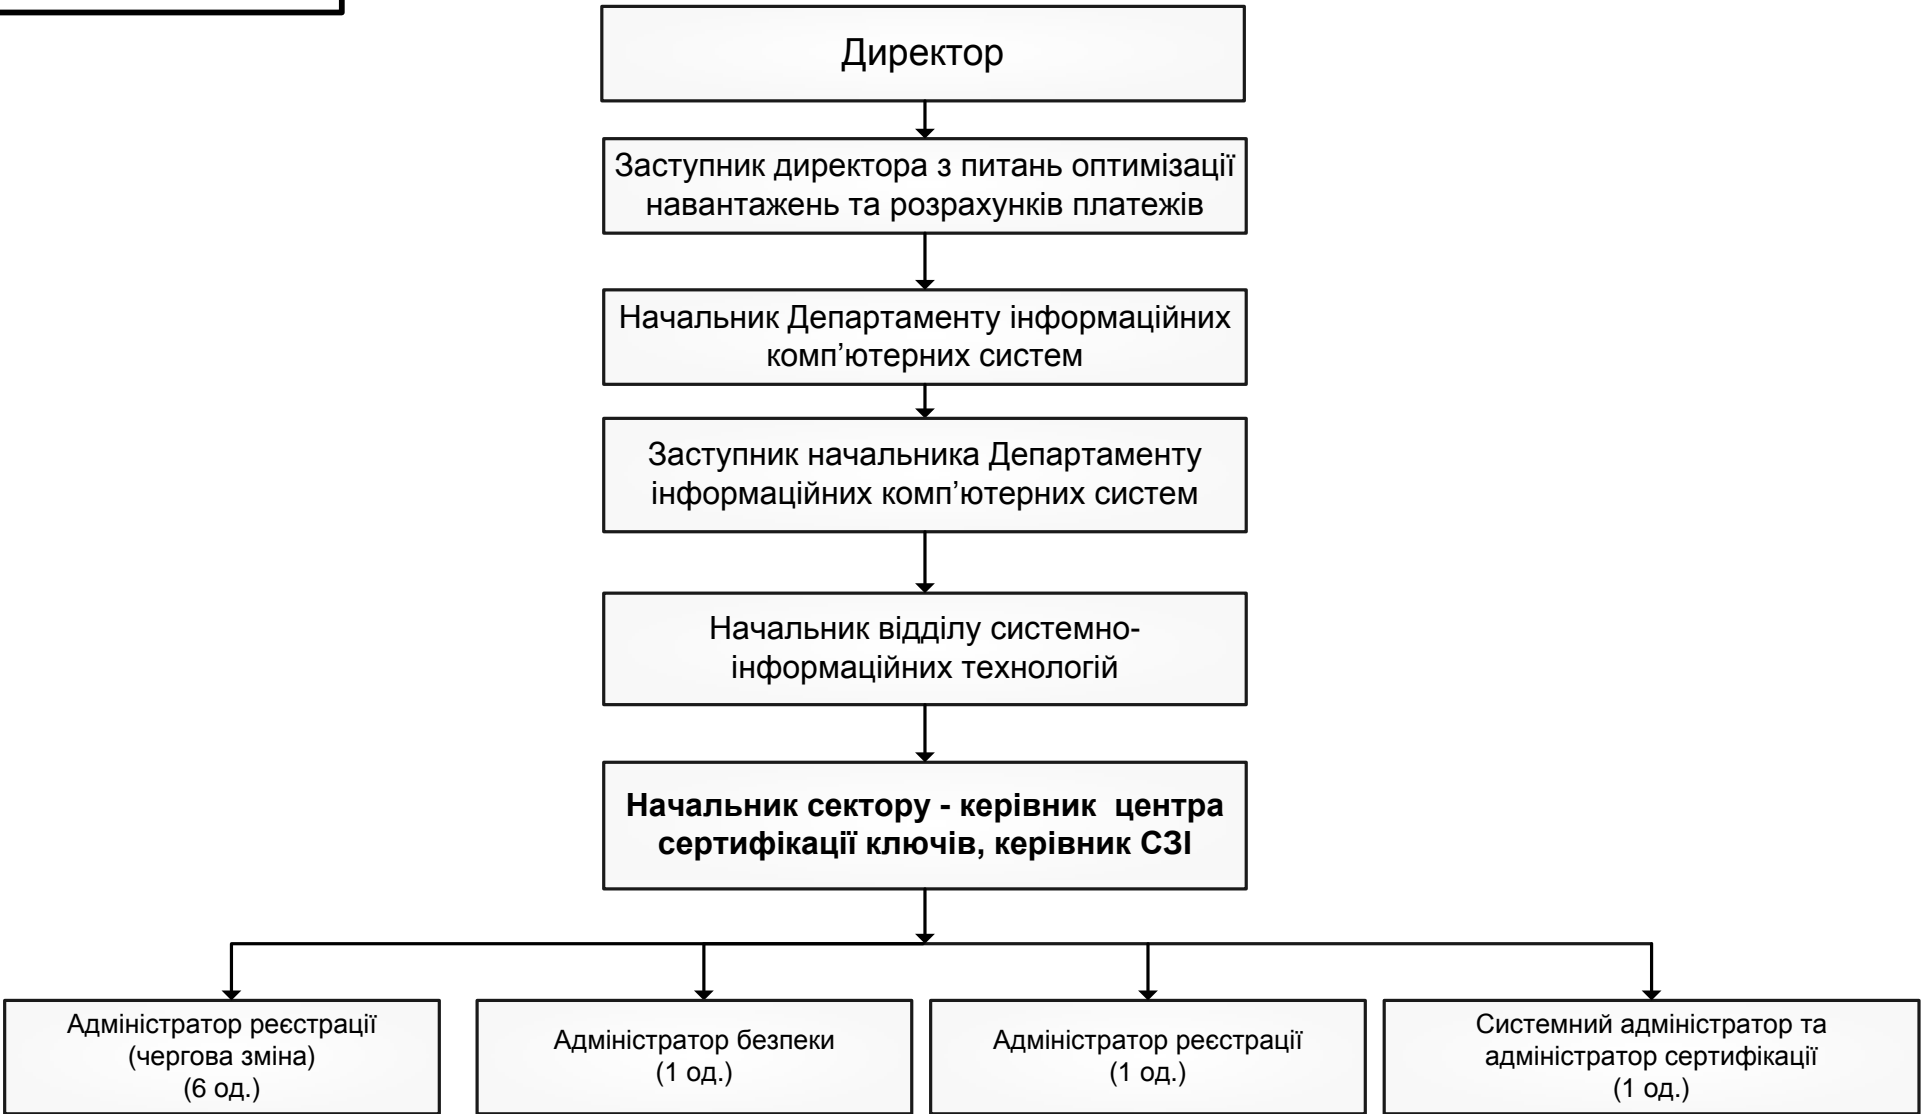 Директор
Заступник директора з питань оптимізації
навантажень та розрахунків платежів
Начальник Департаменту інформаційних
комп’ютерних систем
Заступник начальника Департаменту
інформаційних комп’ютерних систем
Начальник відділу системно-
інформаційних технологій
Начальник сектору - керівник центра
сертифікації ключів, керівник СЗІ
Адміністратор реєстрації
(чергова зміна)
(6 од.)
Адміністратор безпеки
(1 од.)
Адміністратор реєстрації
(1 од.)
Системний адміністратор та
адміністратор сертифікації
(1 од.)